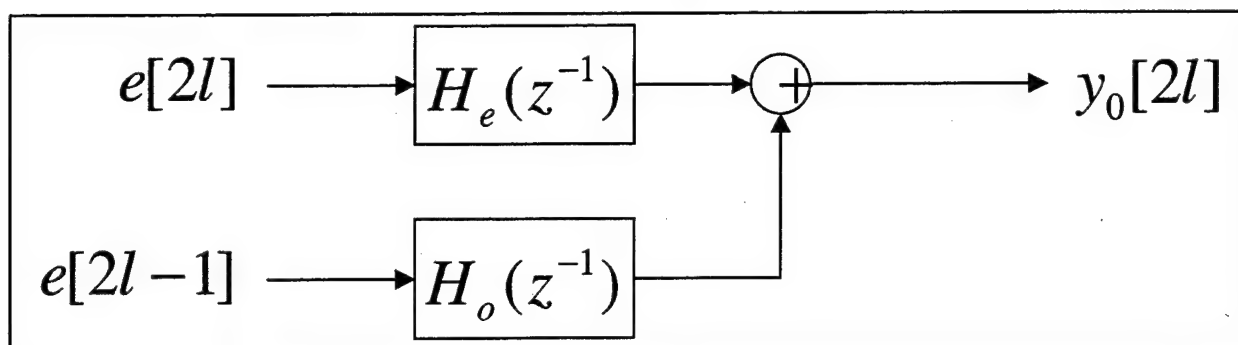 e[2l] H_e(z^{-1}) + y_0[2l]
e[2l−1] H_o(z^{-1})